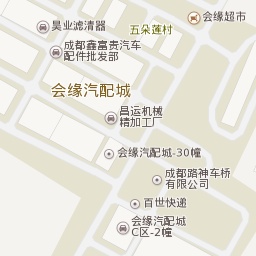 会缘超市
昊业滤清器
五朵莲村
成都鑫富贵汽车
配件批发部
会缘汽配城
昌运机械
精加工厂
会缘汽配城-30幢
成都路神车桥
有限公司
百世快递
会缘汽配城
C区-2幢